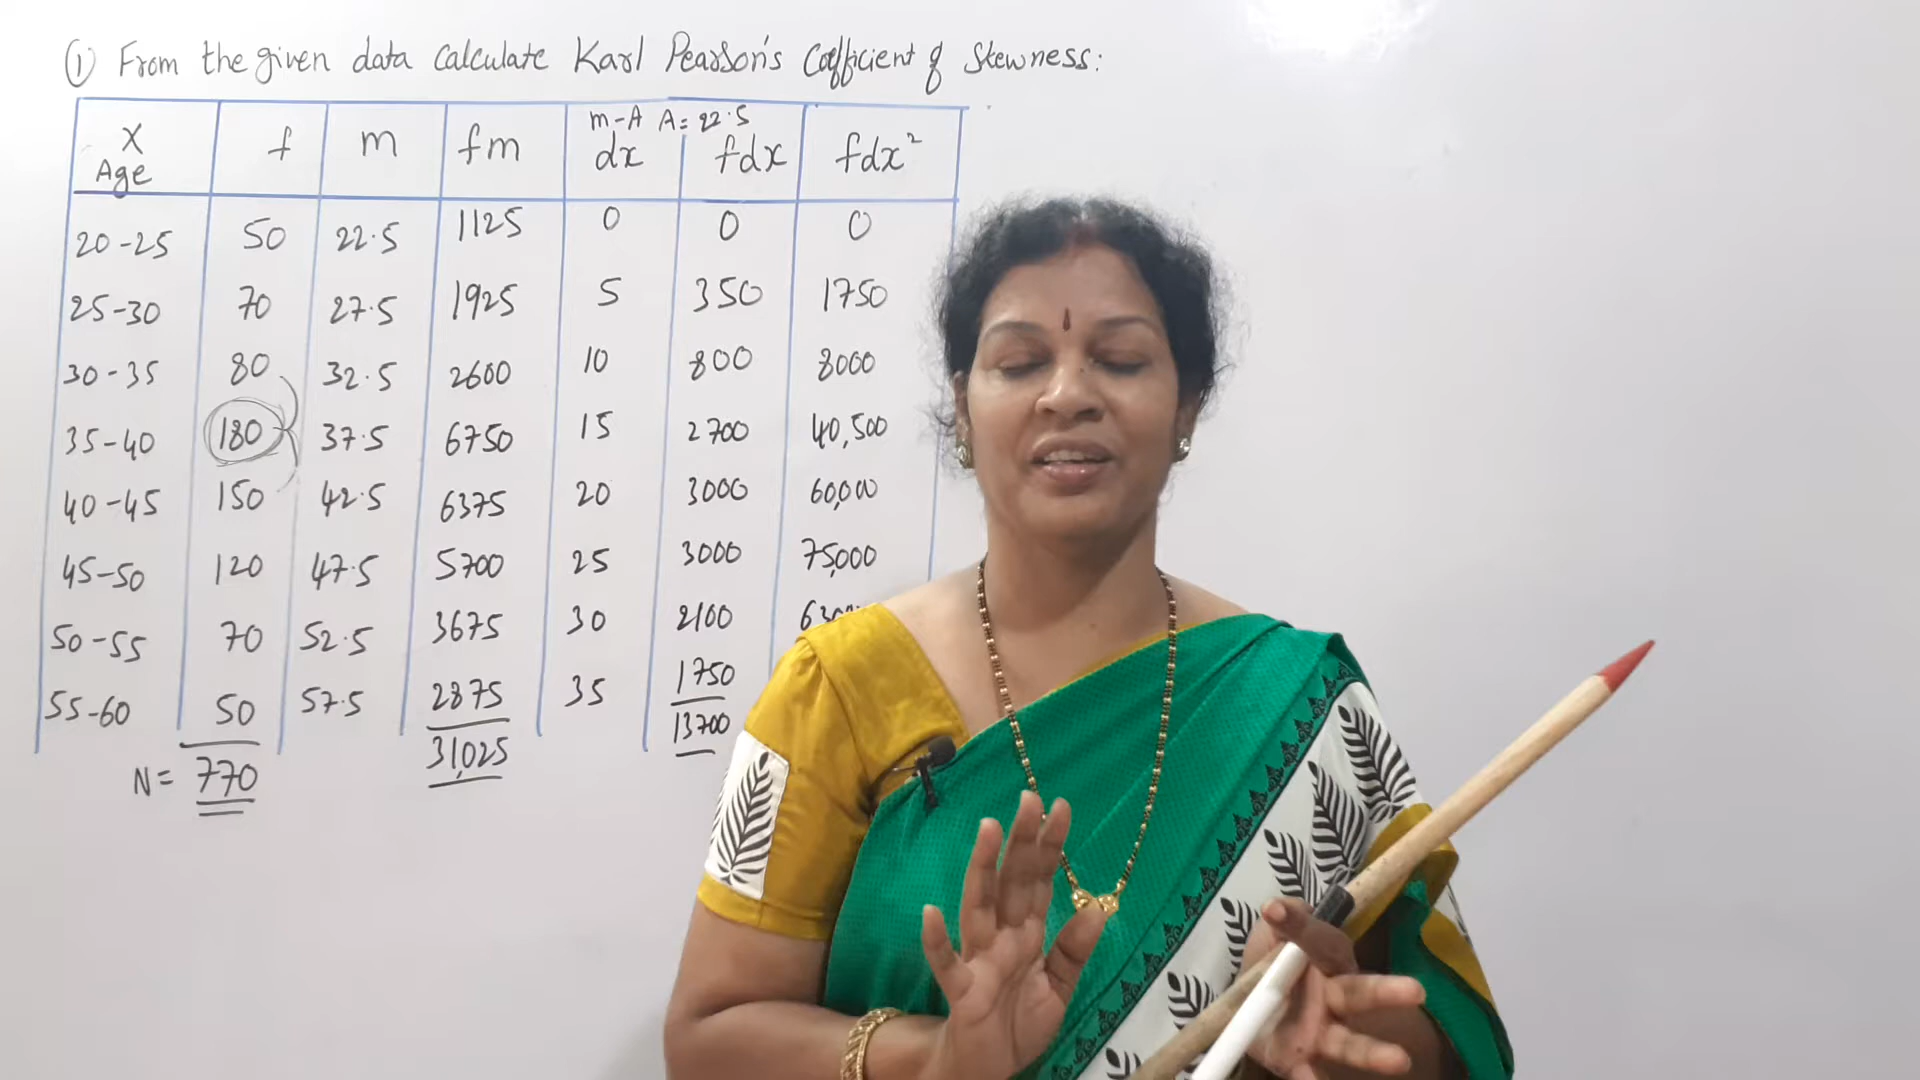 ① From the given data calculate Karl Pearson's Coefficient of Skewness:
m-A A= 22.5
X Age f m fm dx fdx fdx²
20-25 50 22.5 1125 0 0 0
25-30 70 27.5 1925 5 350 1750
30-35 80 32.5 2600 10 800 8000
35-40 180 37.5 6750 15 2700 40,500
40-45 150 42.5 6375 20 3000 60,000
45-50 120 47.5 5700 25 3000 75,000
50-55 70 52.5 3675 30 2100
55-60 50 57.5 2875 35 1750
N= 770 31,025 13700